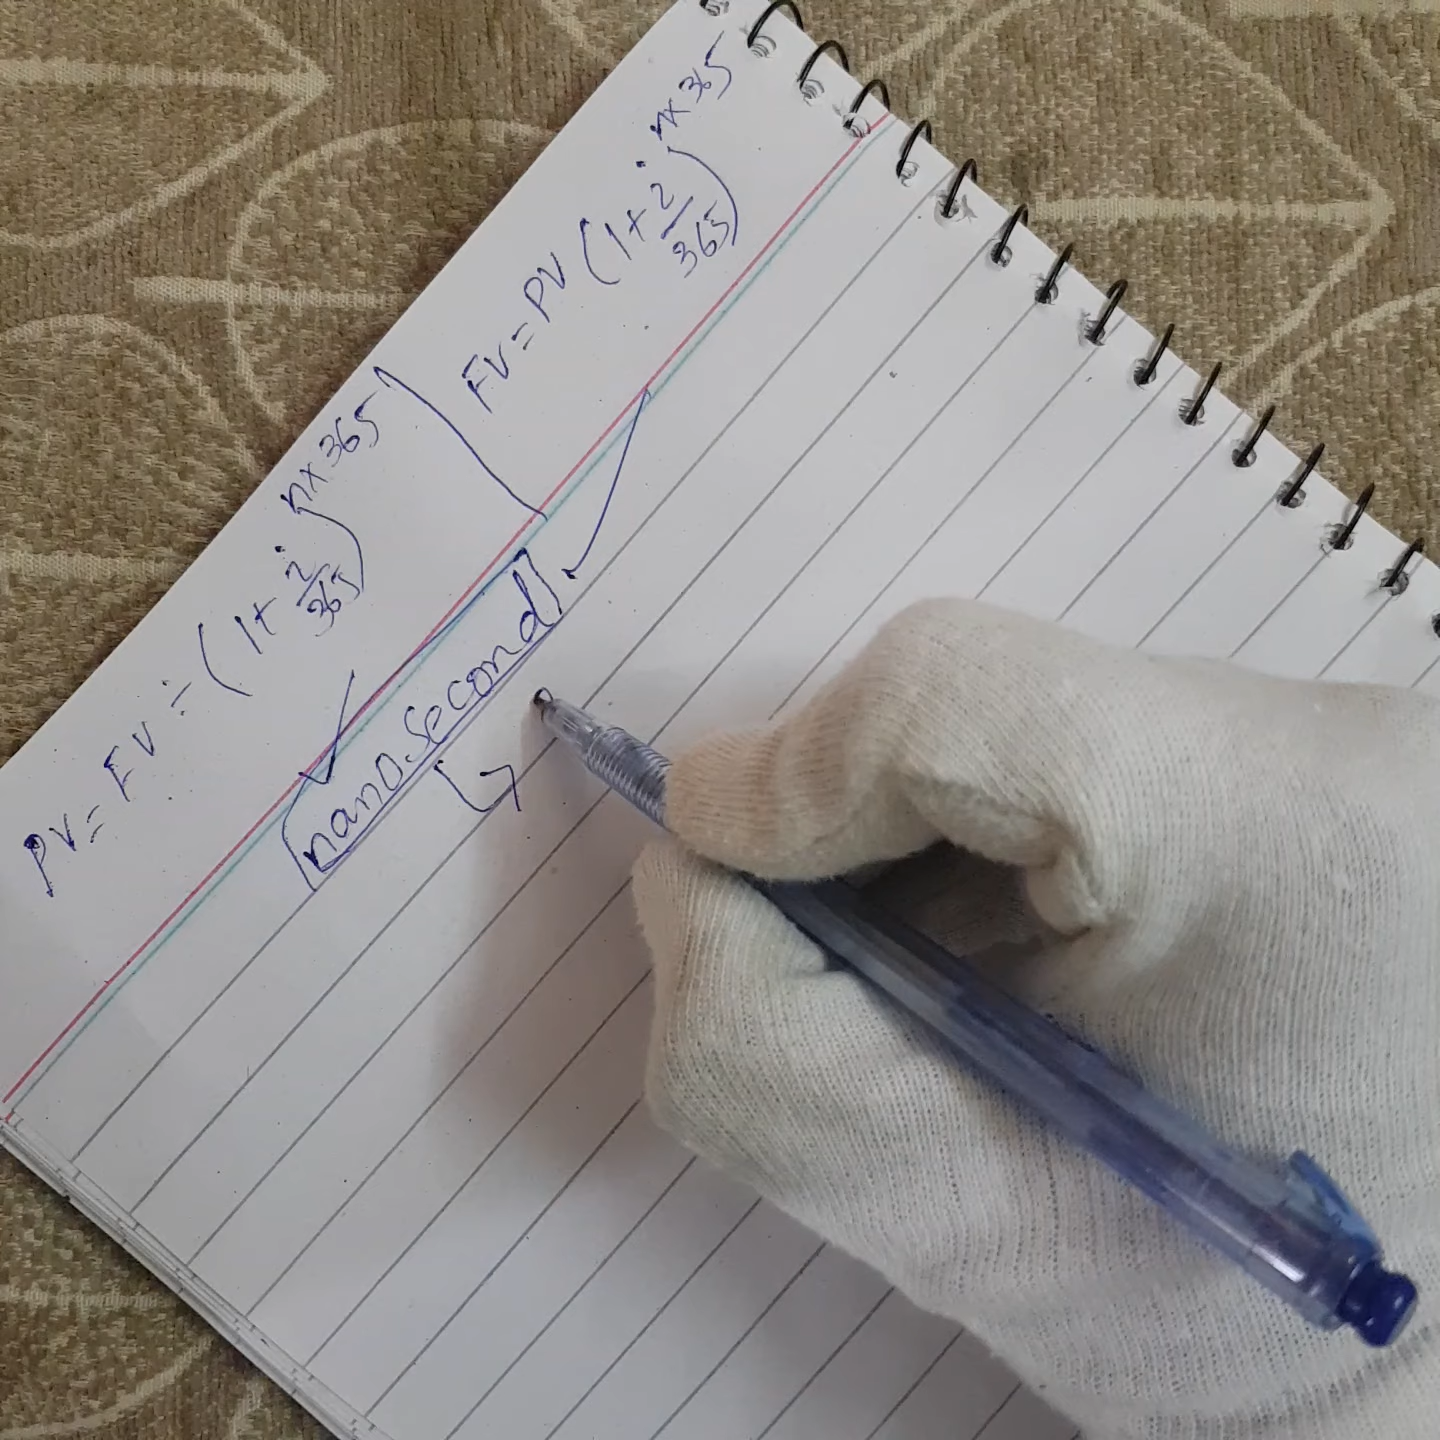 PV = FV ÷ (1 + i/365)^n×365
FV = PV (1 + i/365)^n×365
nano second